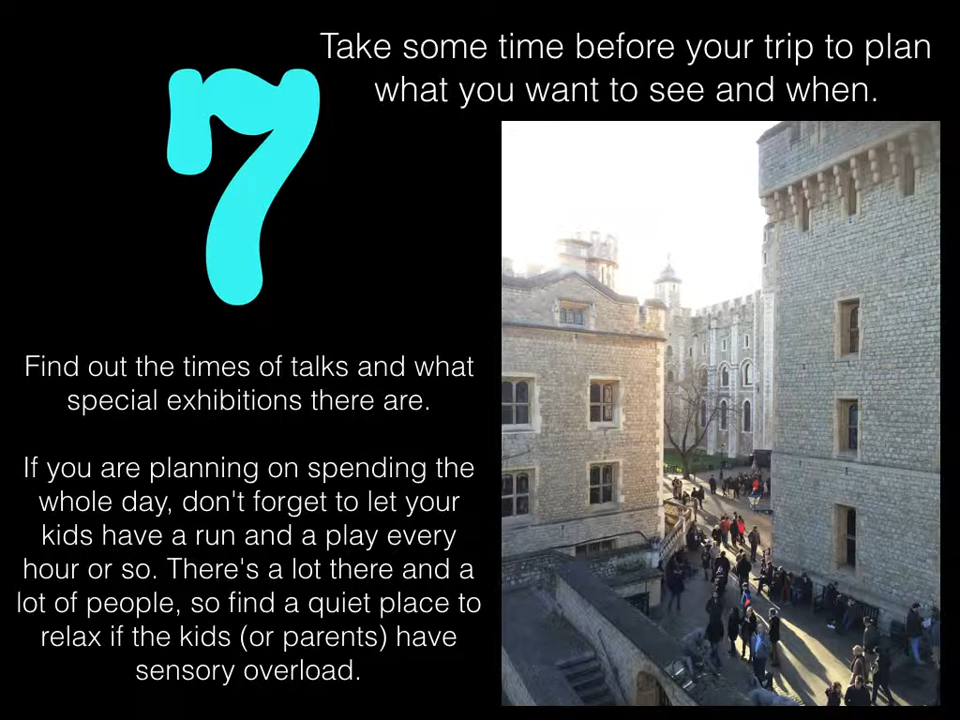 7
Take some time before your trip to plan
what you want to see and when.
Find out the times of talks and what
special exhibitions there are.
If you are planning on spending the
whole day, don't forget to let your
kids have a run and a play every
hour or so. There's a lot there and a
lot of people, so find a quiet place to
relax if the kids (or parents) have
sensory overload.